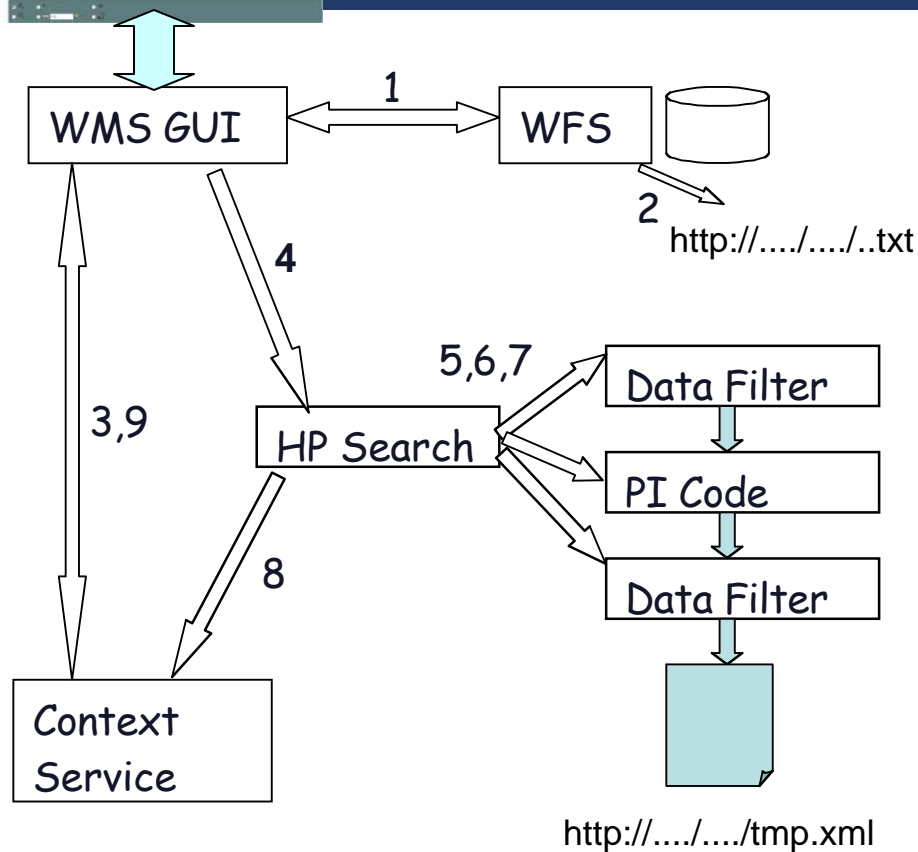 1
WMS GUI
WFS
2
http://..../..../..txt
4
5,6,7
Data Filter
3,9
HP Search
PI Code
8
Data Filter
Context
Service
http://..../..../tmp.xml